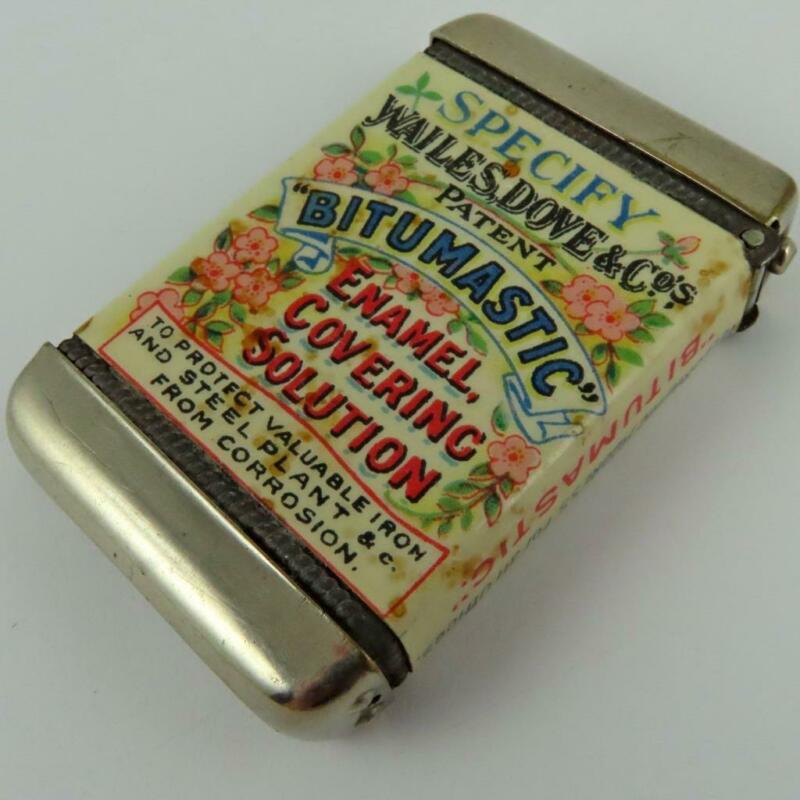 SPECIFY
WAILES, DOVE & Co's.
PATENT
"BITUMASTIC"
ENAMEL,
COVERING
SOLUTION
TO PROTECT VALUABLE IRON
AND STEEL PLANT &c.
FROM CORROSION.
"BITUMASTIC."